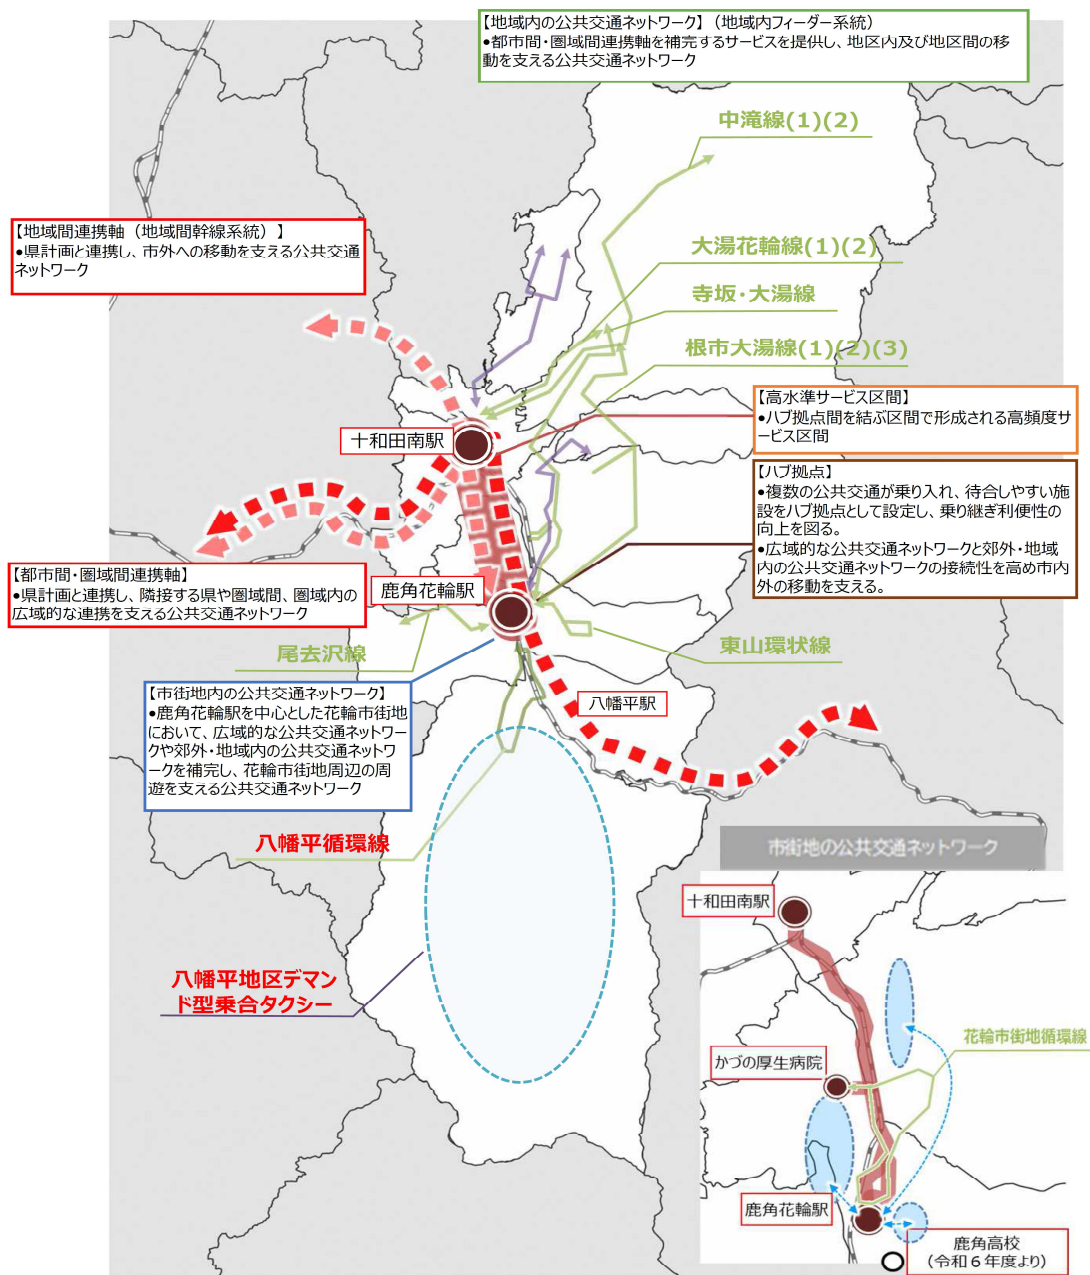 【地域内の公共交通ネットワーク】（地域内フィーダー系統）
●都市間・圏域間連携軸を補完するサービスを提供し、地区内及び地区間の移
動を支える公共交通ネットワーク
中滝線(1)(2)
【地域間連携軸（地域間幹線系統）】
●県計画と連携し、市外への移動を支える公共交通
ネットワーク
大湯花輪線(1)(2)
寺坂・大湯線
根市大湯線(1)(2)(3)
【高水準サービス区間】
●ハブ拠点間を結ぶ区間で形成される高頻度サ
ービス区間
十和田南駅
【ハブ拠点】
●複数の公共交通が乗り入れ、待合しやすい施
設をハブ拠点として設定し、乗り継ぎ利便性の
向上を図る。
●広域的な公共交通ネットワークと郊外・地域
内の公共交通ネットワークの接続性を高め市内
外の移動を支える。
【都市間・圏域間連携軸】
●県計画と連携し、隣接する県や圏域間、圏域内の
広域的な連携を支える公共交通ネットワーク
鹿角花輪駅
尾去沢線
東山環状線
【市街地内の公共交通ネットワーク】
●鹿角花輪駅を中心とした花輪市街地
において、広域的な公共交通ネットワー
クや郊外・地域内の公共交通ネットワ
ークを補完し、花輪市街地周辺の周
遊を支える公共交通ネットワーク
八幡平駅
八幡平循環線
市街地の公共交通ネットワーク
十和田南駅
八幡平地区デマン
ド型乗合タクシー
花輪市街地循環線
かづの厚生病院
鹿角花輪駅
鹿角高校
（令和６年度より）